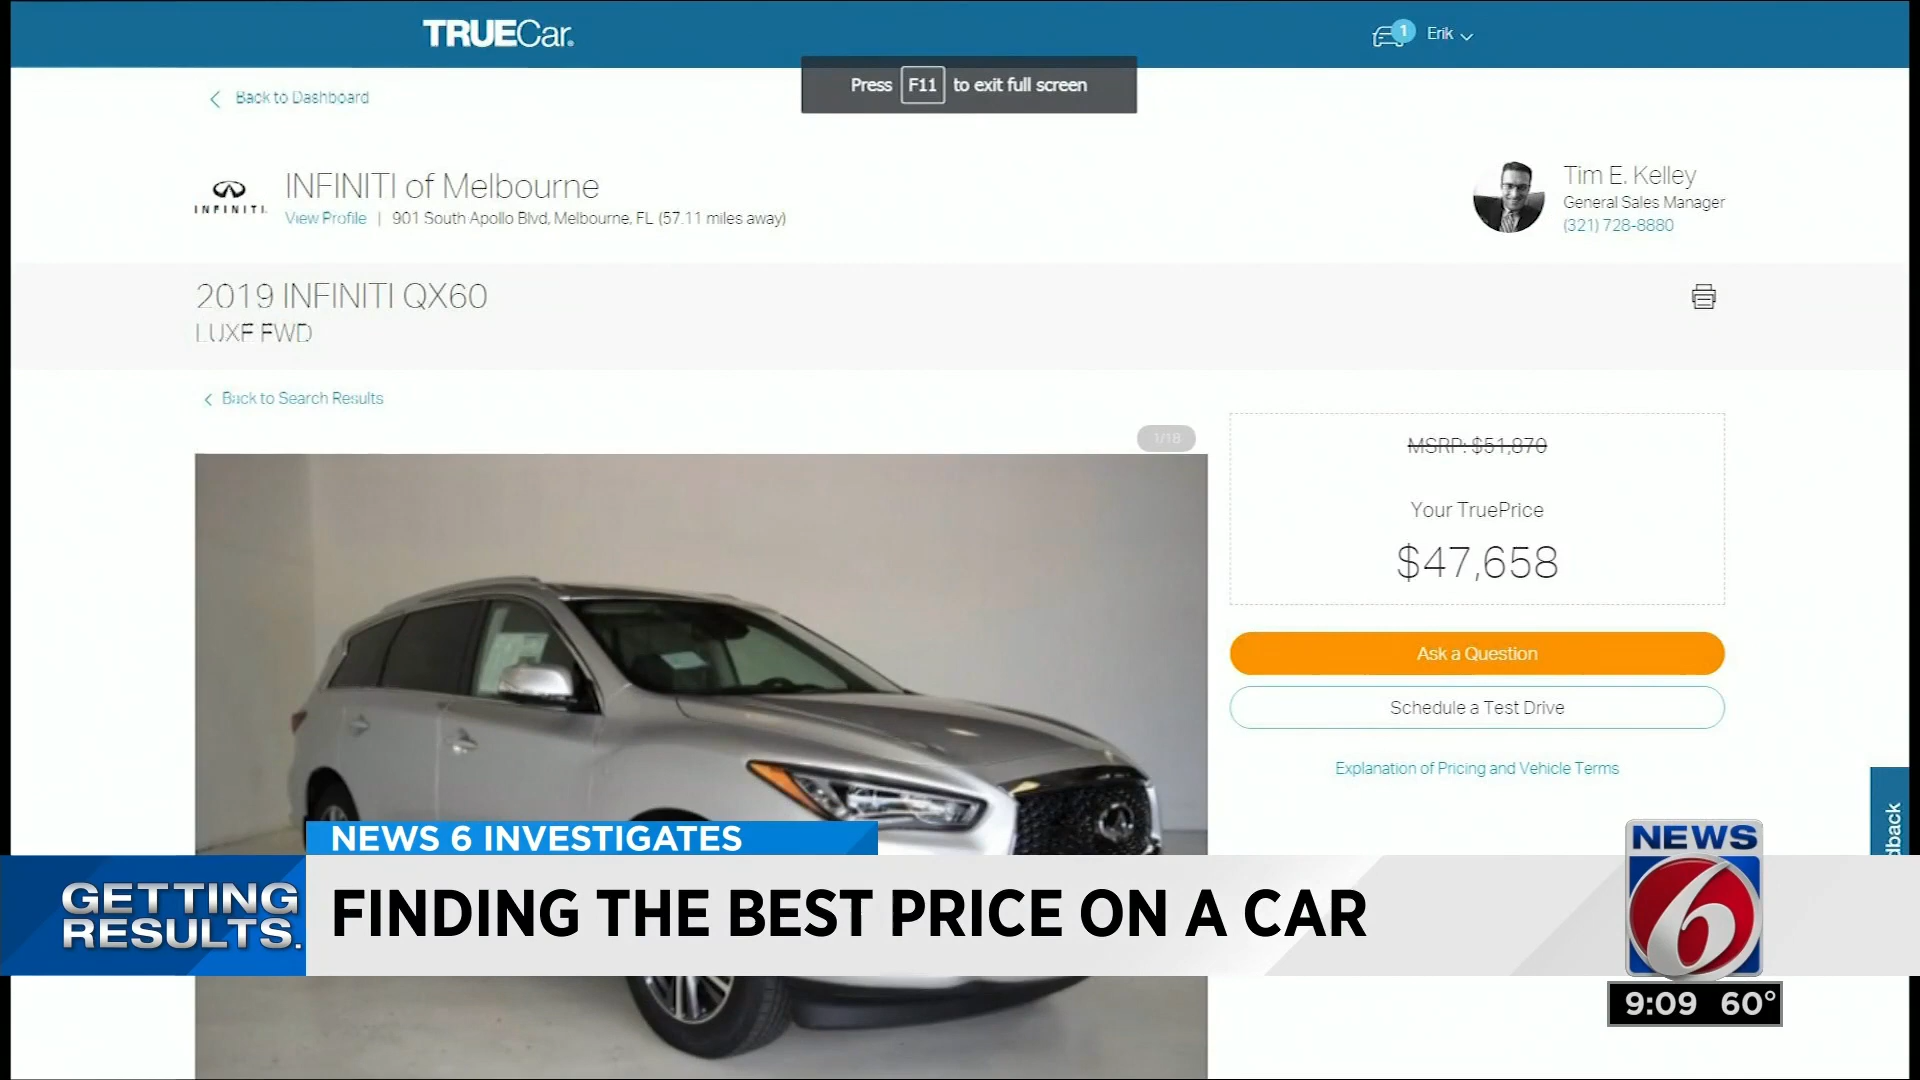 TRUECar.
1
Erik
Press F11 to exit full screen
Back to Dashboard
INFINITI of Melbourne
INFINITI
View Profile | 901 South Apollo Blvd, Melbourne, FL (57.11 miles away)
Tim E. Kelley
General Sales Manager
(321) 728-8880
2019 INFINITI QX60
LUXE FWD
Back to Search Results
1/18
MSRP: $51,870
Your TruePrice
$47,658
Ask a Question
Schedule a Test Drive
Explanation of Pricing and Vehicle Terms
dback
NEWS 6 INVESTIGATES
GETTING
RESULTS.
FINDING THE BEST PRICE ON A CAR
NEWS
6
9:09 60°